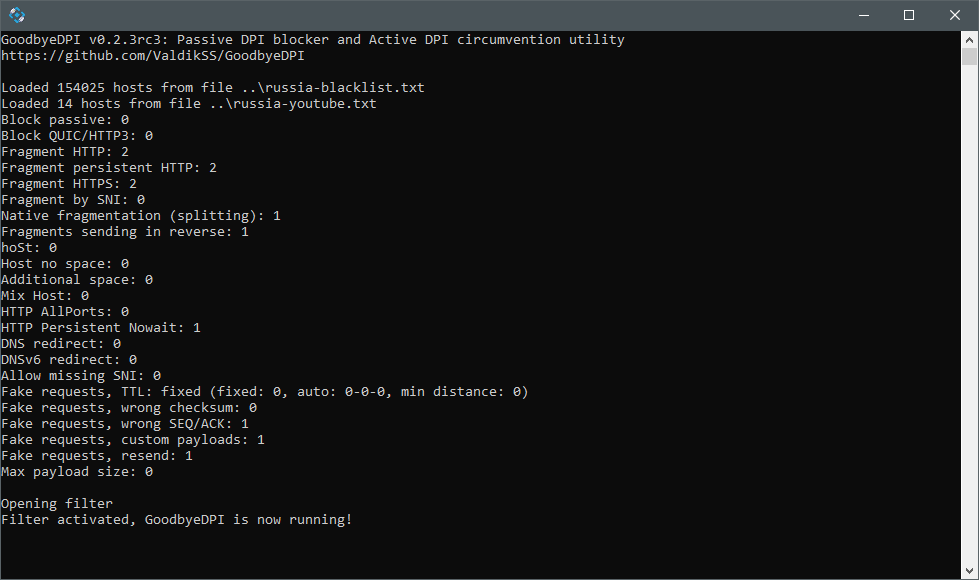 GoodbyeDPI v0.2.3rc3: Passive DPI blocker and Active DPI circumvention utility
https://github.com/ValdikSS/GoodbyeDPI
Loaded 154025 hosts from file ..\russia-blacklist.txt
Loaded 14 hosts from file ..\russia-youtube.txt
Block passive: 0
Block QUIC/HTTP3: 0
Fragment HTTP: 2
Fragment persistent HTTP: 2
Fragment HTTPS: 2
Fragment by SNI: 0
Native fragmentation (splitting): 1
Fragments sending in reverse: 1
hoSt: 0
Host no space: 0
Additional space: 0
Mix Host: 0
HTTP AllPorts: 0
HTTP Persistent Nowait: 1
DNS redirect: 0
DNSv6 redirect: 0
Allow missing SNI: 0
Fake requests, TTL: fixed (fixed: 0, auto: 0-0-0, min distance: 0)
Fake requests, wrong checksum: 0
Fake requests, wrong SEQ/ACK: 1
Fake requests, custom payloads: 1
Fake requests, resend: 1
Max payload size: 0
Opening filter
Filter activated, GoodbyeDPI is now running!